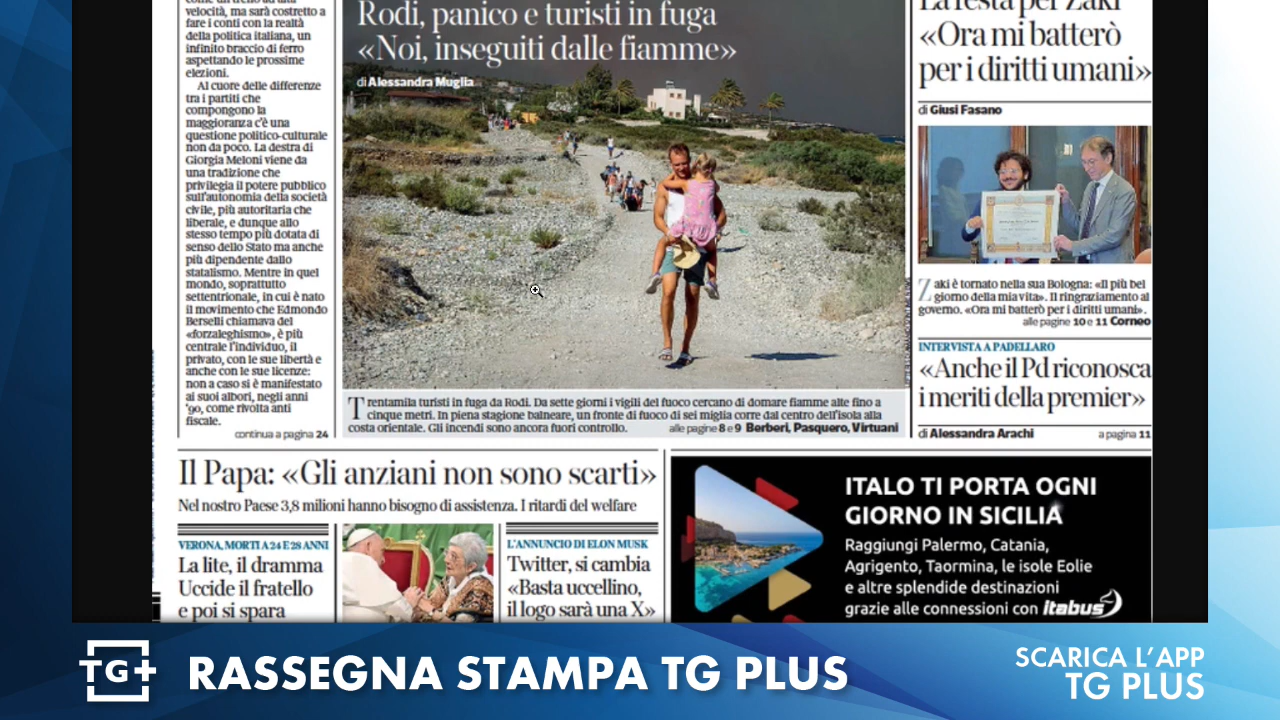 come un treno ad alta
velocità, ma sarà costretto a
fare i conti con la realtà
della politica italiana, un
infinito braccio di ferro
aspettando le prossime
elezioni.
Al cuore delle differenze
tra i partiti che
compongono la
maggioranza c'è una
questione politico-culturale
non da poco. La destra di
Giorgia Meloni viene da
una tradizione che
privilegia il potere pubblico
sull'autonomia della società
civile, più autoritaria che
liberale, e dunque allo
stesso tempo più dotata di
senso dello Stato ma anche
più dipendente dallo
statalismo. Mentre in quel
mondo, soprattutto
settentrionale, in cui è nato
il movimento che Edmondo
Berselli chiamava del
«forzaleghismo», è più
centrale l'individuo, il
privato, con le sue libertà e
anche con le sue licenze:
non a caso si è manifestato
ai suoi albori, negli anni
'90, come rivolta anti
fiscale.
continua a pagina 24
Rodi, panico e turisti in fuga
«Noi, inseguiti dalle fiamme»
di Alessandra Muglia
Trentamila turisti in fuga da Rodi. Da sette giorni i vigili del fuoco cercano di domare fiamme alte fino a
cinque metri. In piena stagione balneare, un fronte di fuoco di sei miglia corre dal centro dell'isola alla
costa orientale. Gli incendi sono ancora fuori controllo. alle pagine 8 e 9 Berberi, Pasquero, Virtuani
La festa per Zaki
«Ora mi batterò
per i diritti umani»
di Giusi Fasano
Zaki è tornato nella sua Bologna: «Il più bel
giorno della mia vita». Il ringraziamento al
governo. «Ora mi batterò per i diritti umani».
alle pagine 10 e 11 Corneo
INTERVISTA A PADELLARO
«Anche il Pd riconosca
i meriti della premier»
di Alessandra Arachi a pagina 11
Il Papa: «Gli anziani non sono scarti»
Nel nostro Paese 3,8 milioni hanno bisogno di assistenza. I ritardi del welfare
VERONA, MORTI A 24 E 28 ANNI
La lite, il dramma
Uccide il fratello
e poi si spara
L'ANNUNCIO DI ELON MUSK
Twitter, si cambia
«Basta uccellino,
il logo sarà una X»
ITALO TI PORTA OGNI
GIORNO IN SICILIA
Raggiungi Palermo, Catania,
Agrigento, Taormina, le isole Eolie
e altre splendide destinazioni
grazie alle connessioni con itabus
TG+
RASSEGNA STAMPA TG PLUS
SCARICA L'APP
TG PLUS